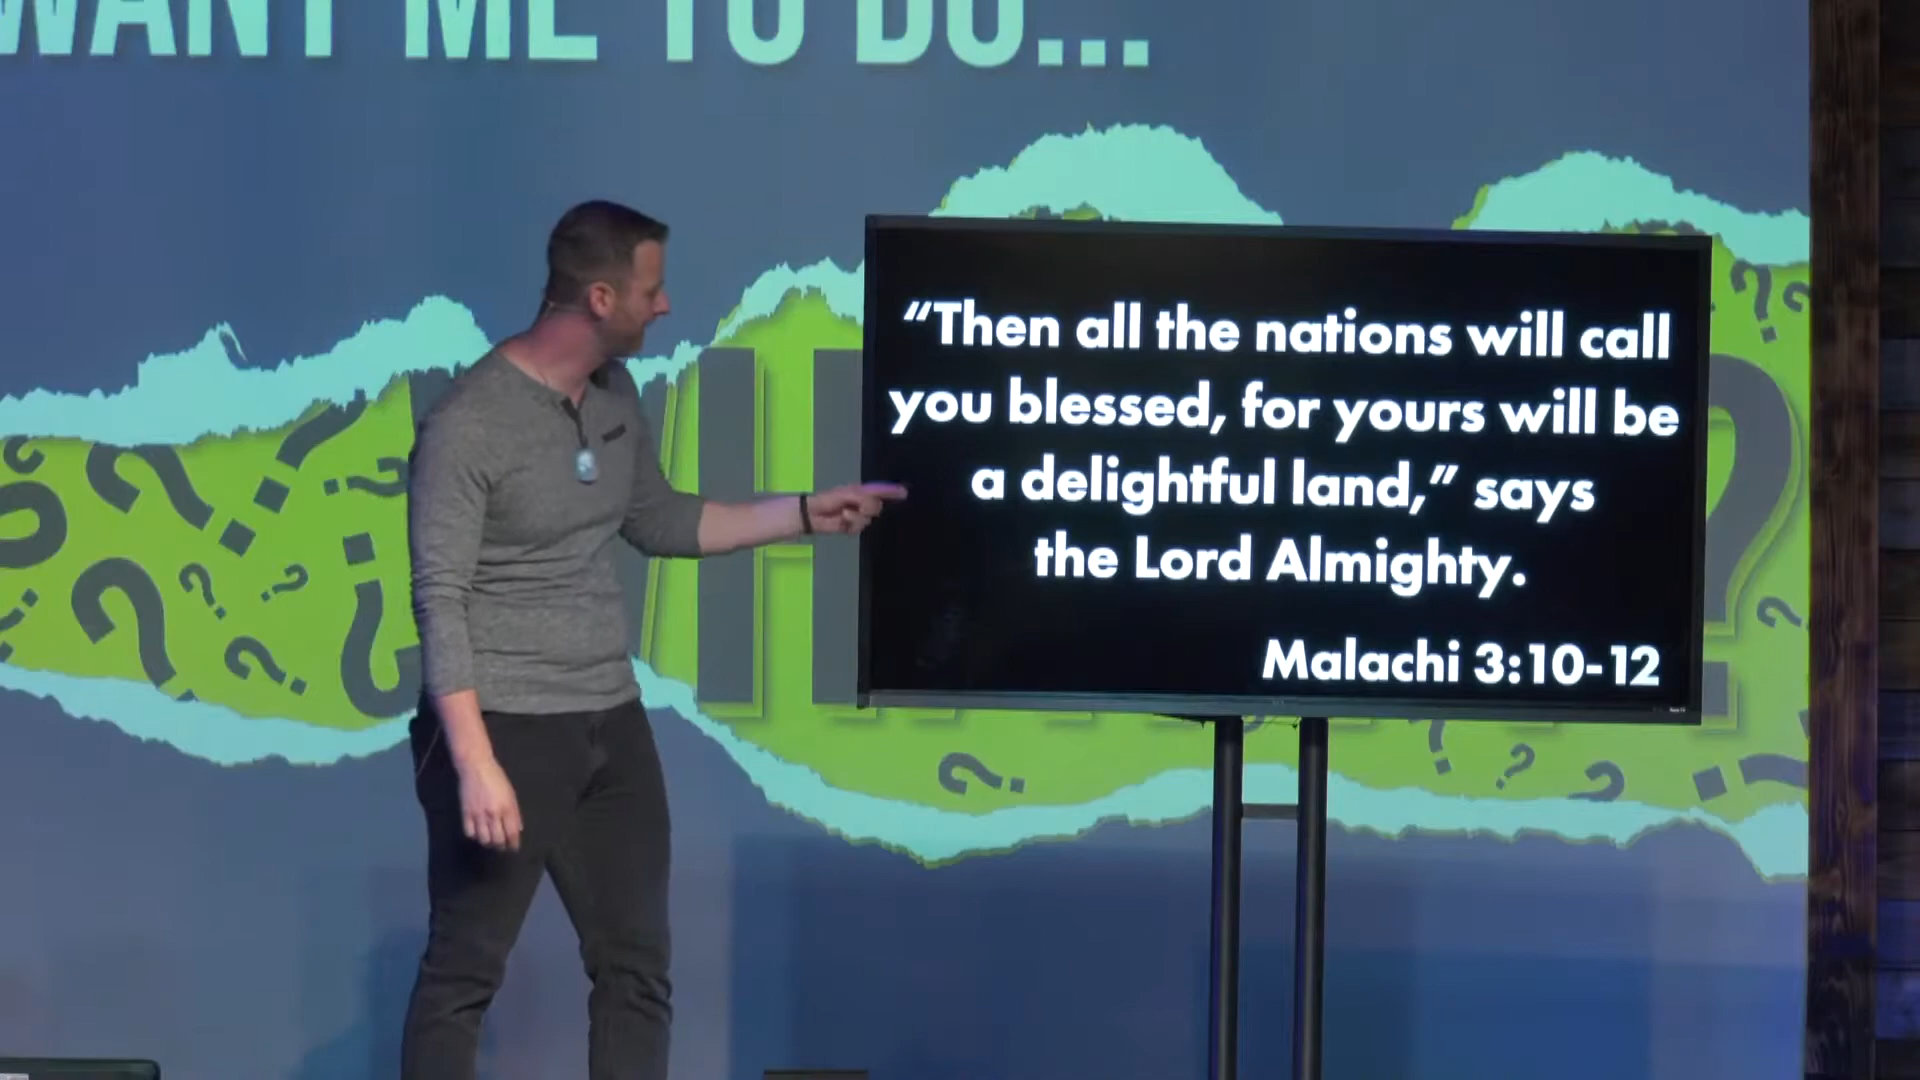 WANT ME TO DO...
“Then all the nations will call
you blessed, for yours will be
a delightful land,” says
the Lord Almighty.
Malachi 3:10-12